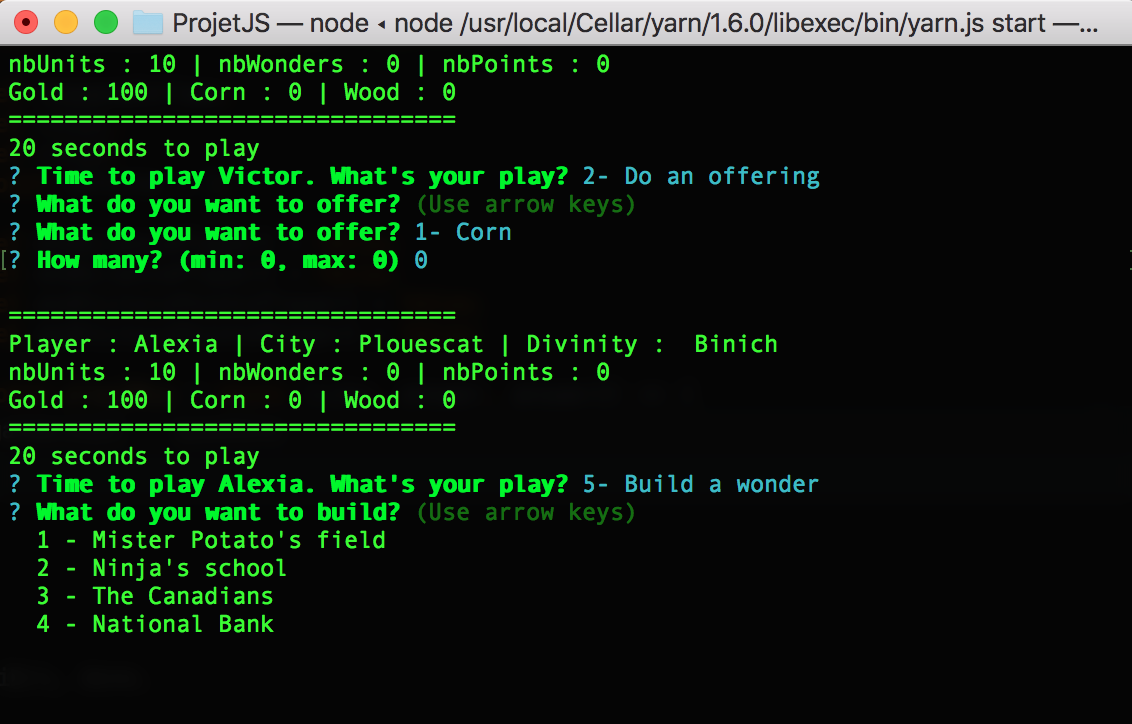 ProjetJS — node ◂ node /usr/local/Cellar/yarn/1.6.0/libexec/bin/yarn.js start —...
nbUnits : 10 | nbWonders : 0 | nbPoints : 0
Gold : 100 | Corn : 0 | Wood : 0
================================
20 seconds to play
? Time to play Victor. What's your play? 2- Do an offering
? What do you want to offer? (Use arrow keys)
? What do you want to offer? 1- Corn
[? How many? (min: 0, max: 0) 0
================================
Player : Alexia | City : Plouescat | Divinity :  Binich
nbUnits : 10 | nbWonders : 0 | nbPoints : 0
Gold : 100 | Corn : 0 | Wood : 0
================================
20 seconds to play
? Time to play Alexia. What's your play? 5- Build a wonder
? What do you want to build? (Use arrow keys)
  1 - Mister Potato's field
  2 - Ninja's school
  3 - The Canadians
  4 - National Bank